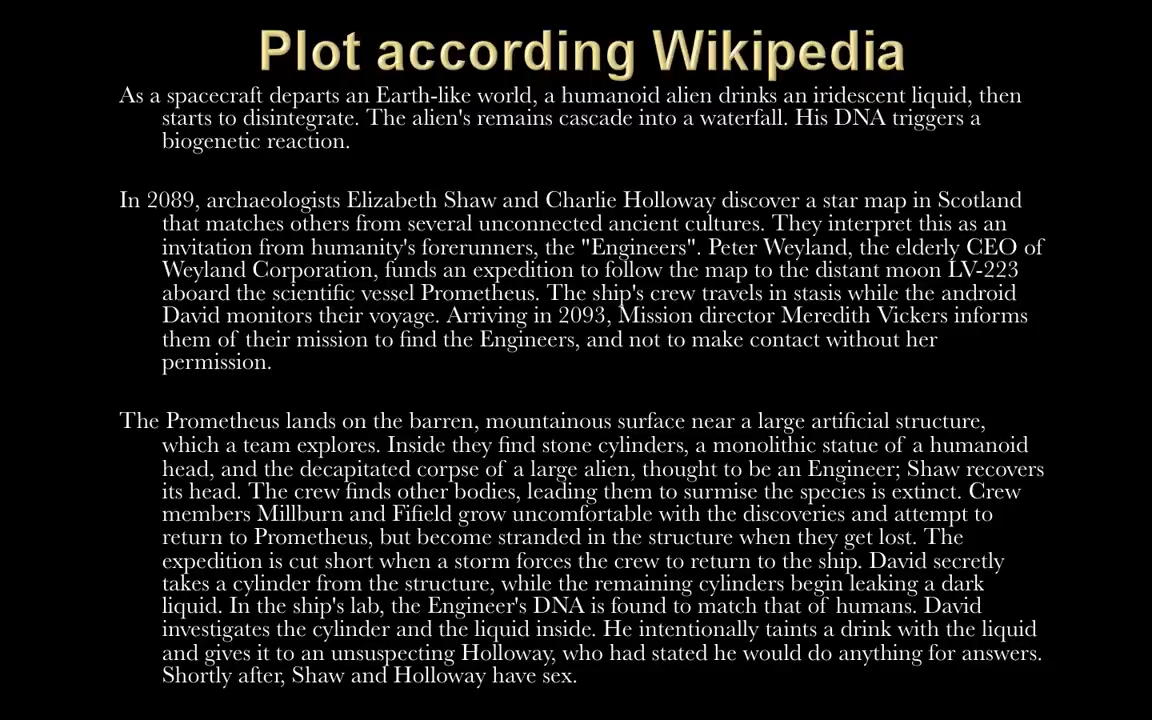 Plot according Wikipedia
As a spacecraft departs an Earth-like world, a humanoid alien drinks an iridescent liquid, then
starts to disintegrate. The alien's remains cascade into a waterfall. His DNA triggers a
biogenetic reaction.
In 2089, archaeologists Elizabeth Shaw and Charlie Holloway discover a star map in Scotland
that matches others from several unconnected ancient cultures. They interpret this as an
invitation from humanity's forerunners, the "Engineers". Peter Weyland, the elderly CEO of
Weyland Corporation, funds an expedition to follow the map to the distant moon LV-223
aboard the scientific vessel Prometheus. The ship's crew travels in stasis while the android
David monitors their voyage. Arriving in 2093, Mission director Meredith Vickers informs
them of their mission to find the Engineers, and not to make contact without her
permission.
The Prometheus lands on the barren, mountainous surface near a large artificial structure,
which a team explores. Inside they find stone cylinders, a monolithic statue of a humanoid
head, and the decapitated corpse of a large alien, thought to be an Engineer; Shaw recovers
its head. The crew finds other bodies, leading them to surmise the species is extinct. Crew
members Millburn and Fifield grow uncomfortable with the discoveries and attempt to
return to Prometheus, but become stranded in the structure when they get lost. The
expedition is cut short when a storm forces the crew to return to the ship. David secretly
takes a cylinder from the structure, while the remaining cylinders begin leaking a dark
liquid. In the ship's lab, the Engineer's DNA is found to match that of humans. David
investigates the cylinder and the liquid inside. He intentionally taints a drink with the liquid
and gives it to an unsuspecting Holloway, who had stated he would do anything for answers.
Shortly after, Shaw and Holloway have sex.